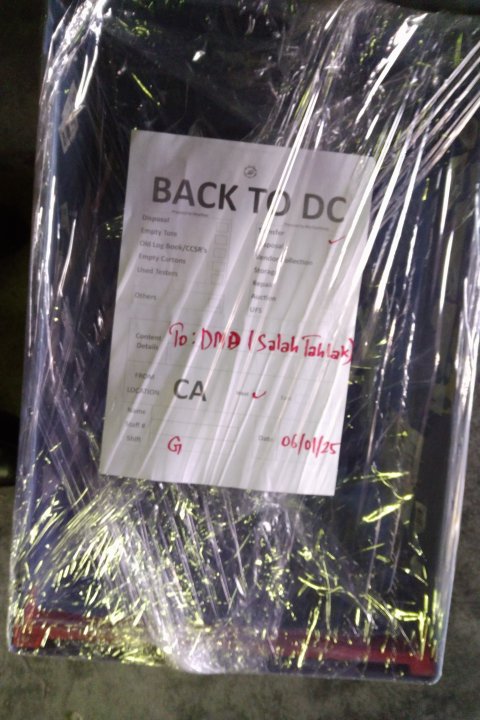 BACK TO DC
Disposal
Empty Tote
Old Log Book/CCSR's
Empty Cartons
Used Testers
Others
Transfer
Disposal
Vendor Collection
Storage
Repair
Auction
UFS
Content Details
To: DMD (Salah Tahlak)
FROM
LOCATION CA
Name
Staff #
Shift G
Date 06/01/25